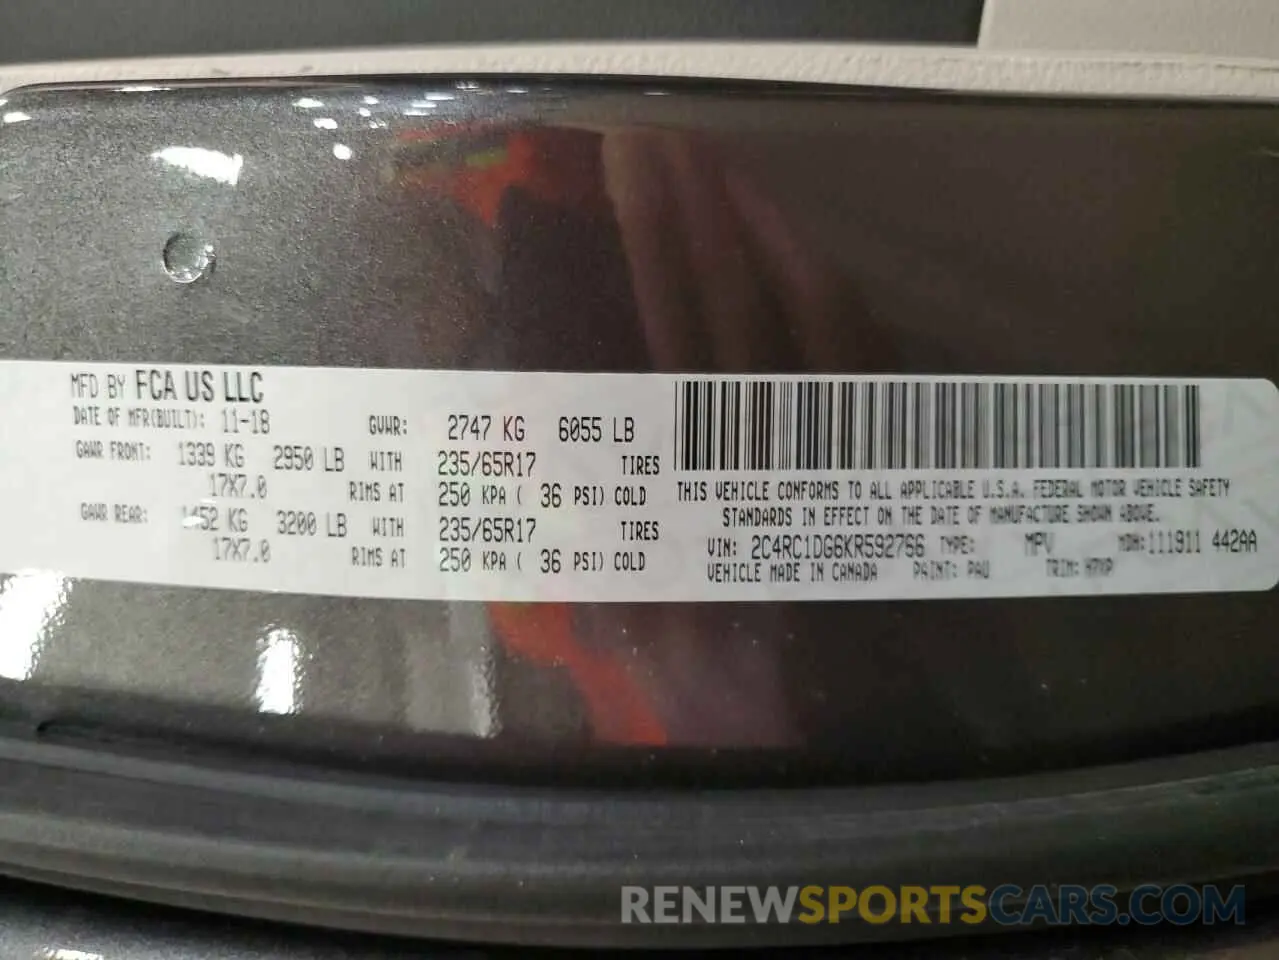 MFD BY FCA US LLC
DATE OF MFR(BUILT): 11-18 GVWR: 2747 KG 6055 LB
GAWR FRONT: 1339 KG 2950 LB WITH 235/65R17 TIRES
17X7.0 RIMS AT 250 KPA ( 36 PSI) COLD
GAWR REAR: 1452 KG 3200 LB WITH 235/65R17 TIRES
17X7.0 RIMS AT 250 KPA ( 36 PSI) COLD
THIS VEHICLE CONFORMS TO ALL APPLICABLE U.S.A. FEDERAL MOTOR VEHICLE SAFETY
STANDARDS IN EFFECT ON THE DATE OF MANUFACTURE SHOWN ABOVE.
VIN: 2C4RC1DG6KR592756 TYPE: MPV MDH: 111911 442AA
VEHICLE MADE IN CANADA PAINT: PAU TRIM:
RENEWSPORTSCARS.COM